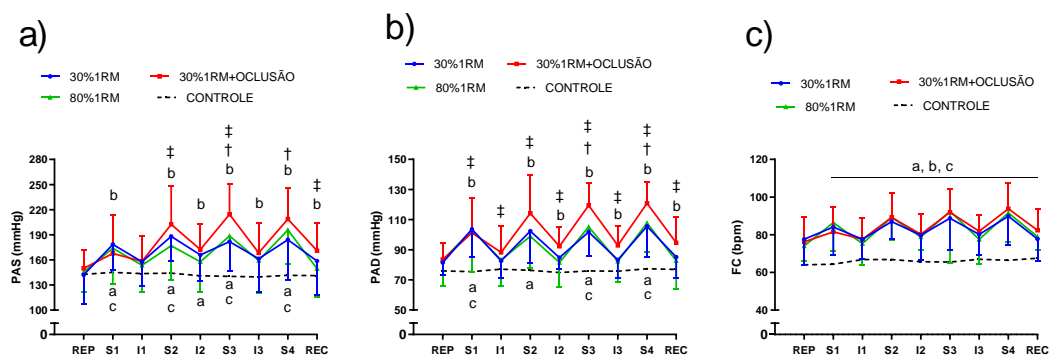 a)
30%1RM
30%1RM+OCLUSÃO
80%1RM
CONTROLE
PAS
(mmHg)
280
250
220
190
160
130
100
0
b
‡
b
b
‡
†
b
b
†
b
‡
b
a
c
a
c
a
a
c
a
a
c
REP S1 I1 S2 I2 S3 I3 S4 REC
b)
30%1RM
30%1RM+OCLUSÃO
80%1RM
CONTROLE
PAD
(mmHg)
150
130
110
90
70
50
0
‡
b
‡
‡
b
‡
b
‡
‡
†
b
‡
b
‡
‡
†
b
‡
b
a
c
a
a
c
a
a
c
a
a
c
REP S1 I1 S2 I2 S3 I3 S4 REC
c)
30%1RM
30%1RM+OCLUSÃO
80%1RM
CONTROLE
FC (bpm)
120
100
80
60
40
0
a, b, c
REP S1 I1 S2 I2 S3 I3 S4 REC